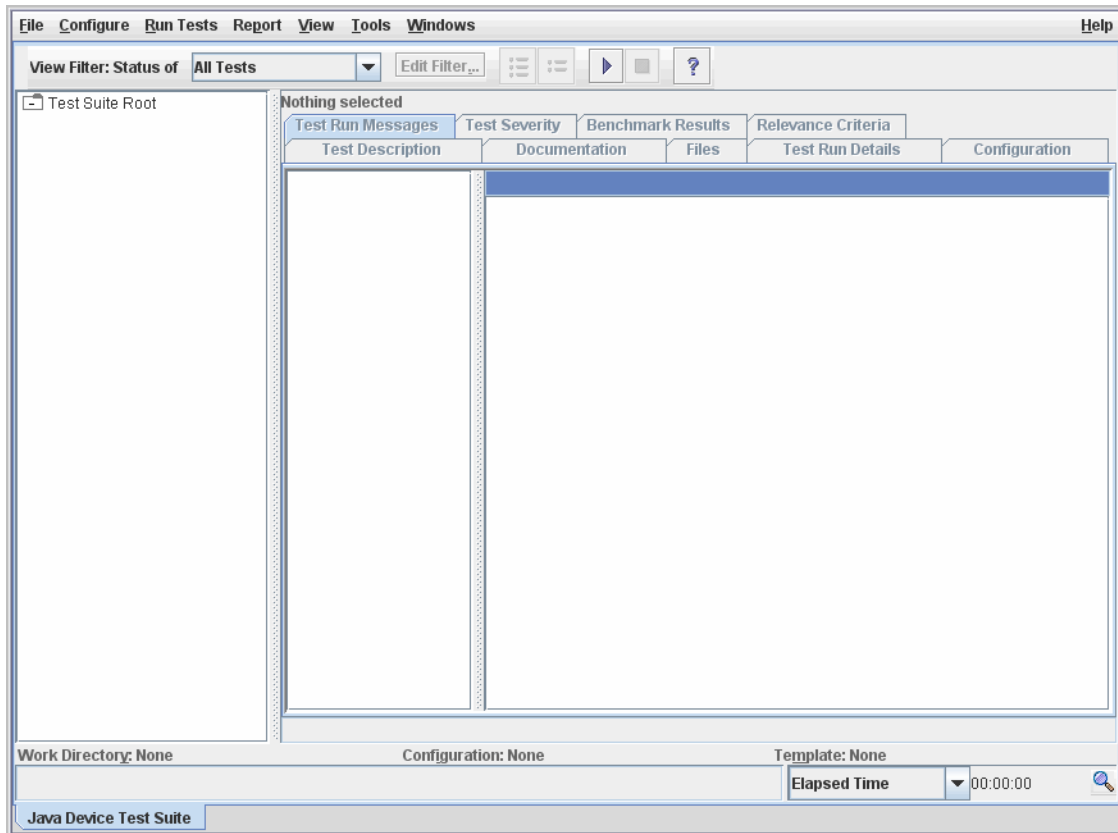 File Configure Run Tests Report View Tools Windows Help
View Filter: Status of All Tests Edit Filter... ?
Test Suite Root
Nothing selected
Test Run Messages Test Severity Benchmark Results Relevance Criteria
Test Description Documentation Files Test Run Details Configuration
Work Directory: None Configuration: None Template: None
Elapsed Time 00:00:00
Java Device Test Suite